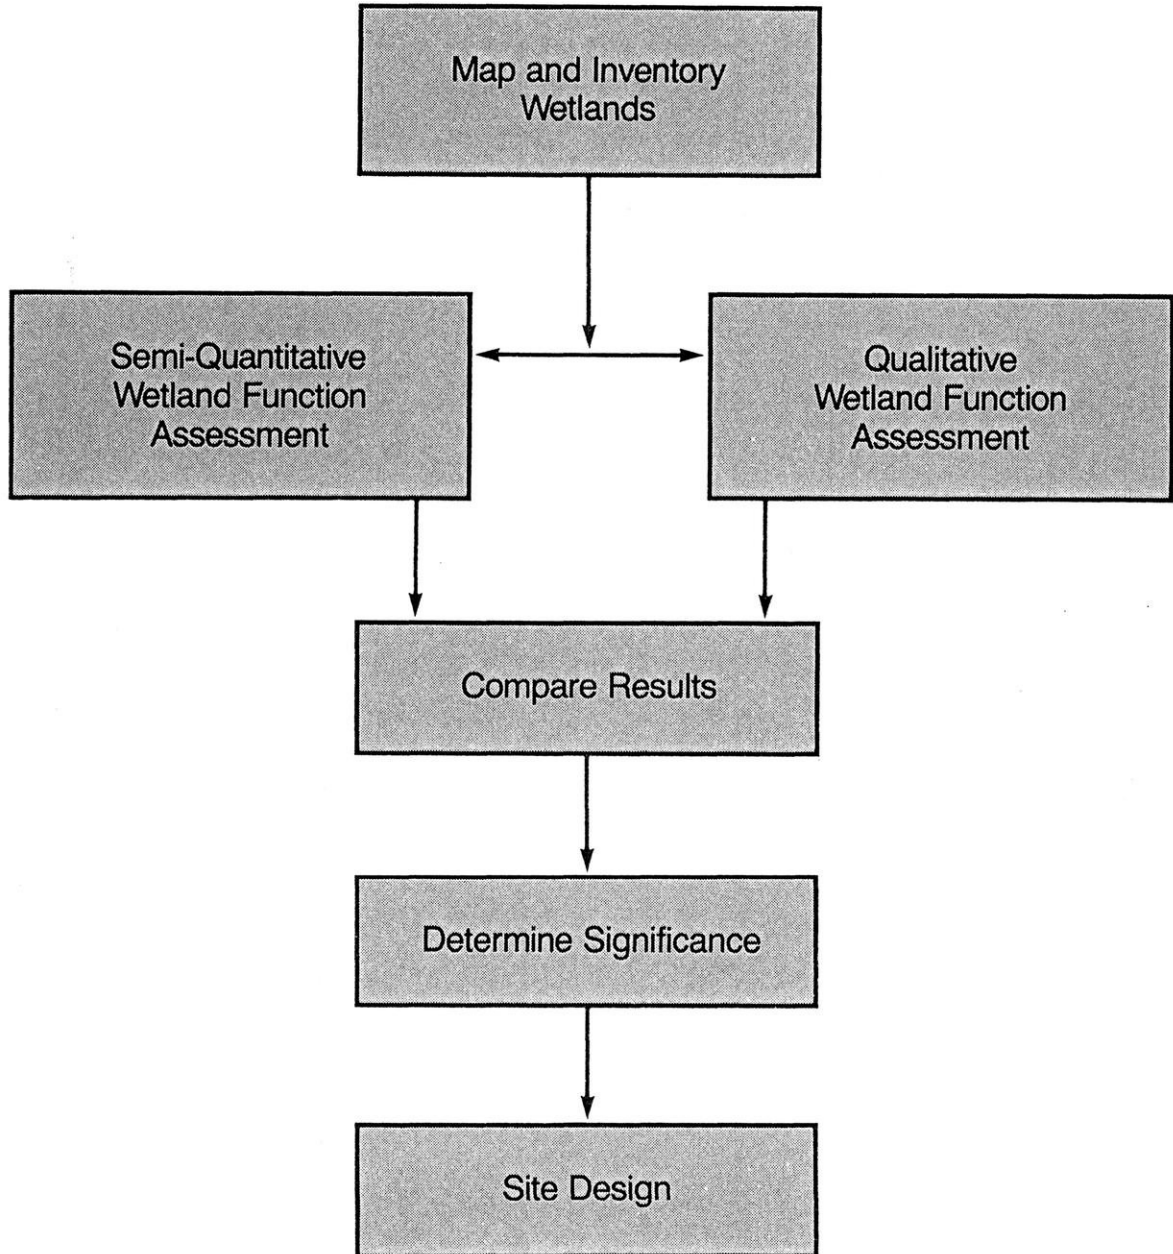 Map and Inventory
Wetlands
Semi-Quantitative
Wetland Function
Assessment
Qualitative
Wetland Function
Assessment
Compare Results
Determine Significance
Site Design